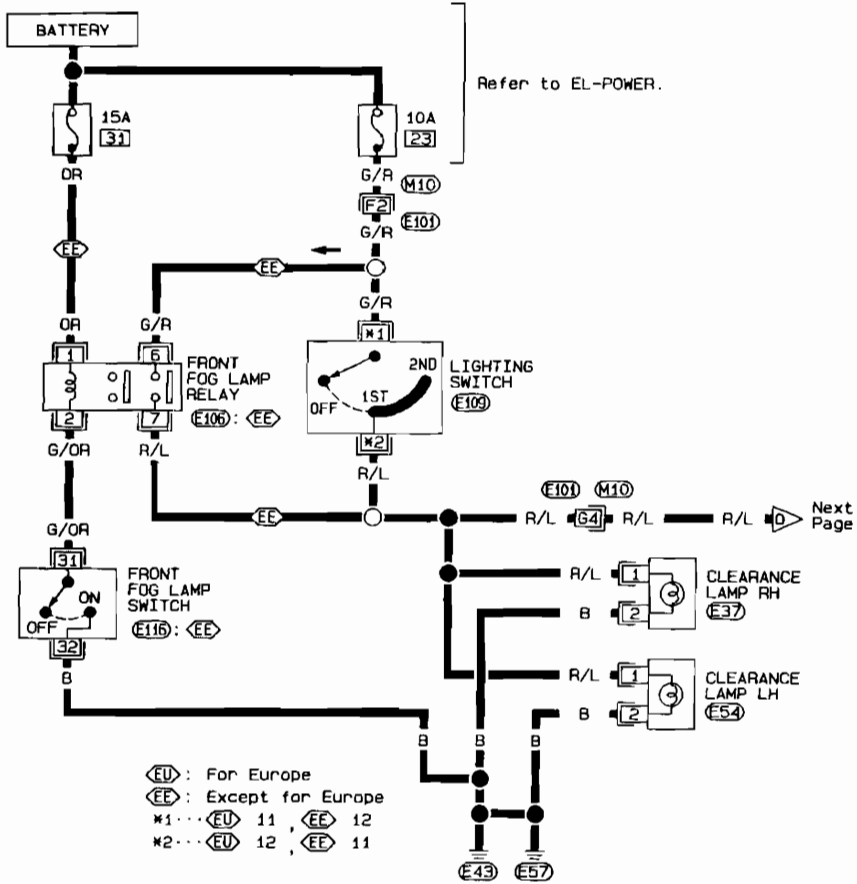 BATTERY
Refer to EL-POWER.
15A
31
10A
23
OR
G/R
M10
F2
E101
G/R
EE
EE
G/R
OR
G/R
*1
1
6
FRONT
FOG LAMP
RELAY
E106 : EE
2
7
2ND
1ST
OFF
LIGHTING
SWITCH
E109
*2
G/OR
R/L
R/L
E101 M10
EE
R/L
G4
R/L
R/L
D
Next
Page
G/OR
31
FRONT
FOG LAMP
SWITCH
E116 : EE
ON
OFF
32
B
R/L
1
CLEARANCE
LAMP RH
E37
B
2
R/L
1
CLEARANCE
LAMP LH
E54
B
2
B
B
B
EU : For Europe
EE : Except for Europe
*1··· EU 11 , EE 12
*2··· EU 12 , EE 11
E43
E57